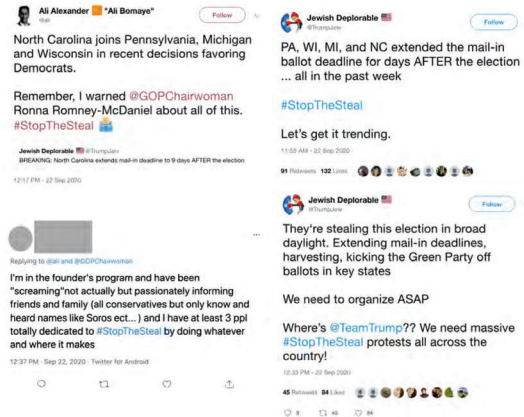 Ali Alexander "Ali Bomaye"
@ali
Follow
North Carolina joins Pennsylvania, Michigan
and Wisconsin in recent decisions favoring
Democrats.
Remember, I warned @GOPChairwoman
Ronna Romney-McDaniel about all of this.
#StopTheSteal
Jewish Deplorable @TrumpJew
BREAKING: North Carolina extends mail-in deadline to 9 days AFTER the election
12:17 PM - 22 Sep 2020
Replying to @ali and @GOPChairwoman
I'm in the founder's program and have been
"screaming"not actually but passionately informing
friends and family (all conservatives but only know and
heard names like Soros ect... ) and I have at least 3 ppl
totally dedicated to #StopTheSteal by doing whatever
and where it makes
12:37 PM · Sep 22, 2020 · Twitter for Android
Jewish Deplorable
@TrumpJew
Follow
PA, WI, MI, and NC extended the mail-in
ballot deadline for days AFTER the election
... all in the past week
#StopTheSteal
Let's get it trending.
11:55 AM - 22 Sep 2020
91 Retweets 132 Likes
Jewish Deplorable
@TrumpJew
Follow
They're stealing this election in broad
daylight. Extending mail-in deadlines,
harvesting, kicking the Green Party off
ballots in key states
We need to organize ASAP
Where's @TeamTrump?? We need massive
#StopTheSteal protests all across the
country!
12:33 PM - 22 Sep 2020
45 Retweets 84 Likes
9 45 84